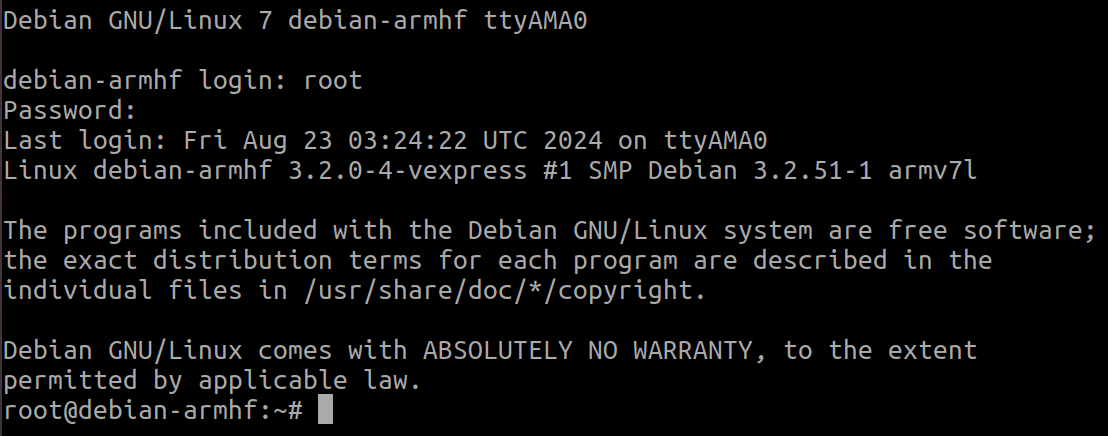 Debian GNU/Linux 7 debian-armhf ttyAMA0
debian-armhf login: root
Password:
Last login: Fri Aug 23 03:24:22 UTC 2024 on ttyAMA0
Linux debian-armhf 3.2.0-4-vexpress #1 SMP Debian 3.2.51-1 armv7l
The programs included with the Debian GNU/Linux system are free software;
the exact distribution terms for each program are described in the
individual files in /usr/share/doc/*/copyright.
Debian GNU/Linux comes with ABSOLUTELY NO WARRANTY, to the extent
permitted by applicable law.
root@debian-armhf:~#